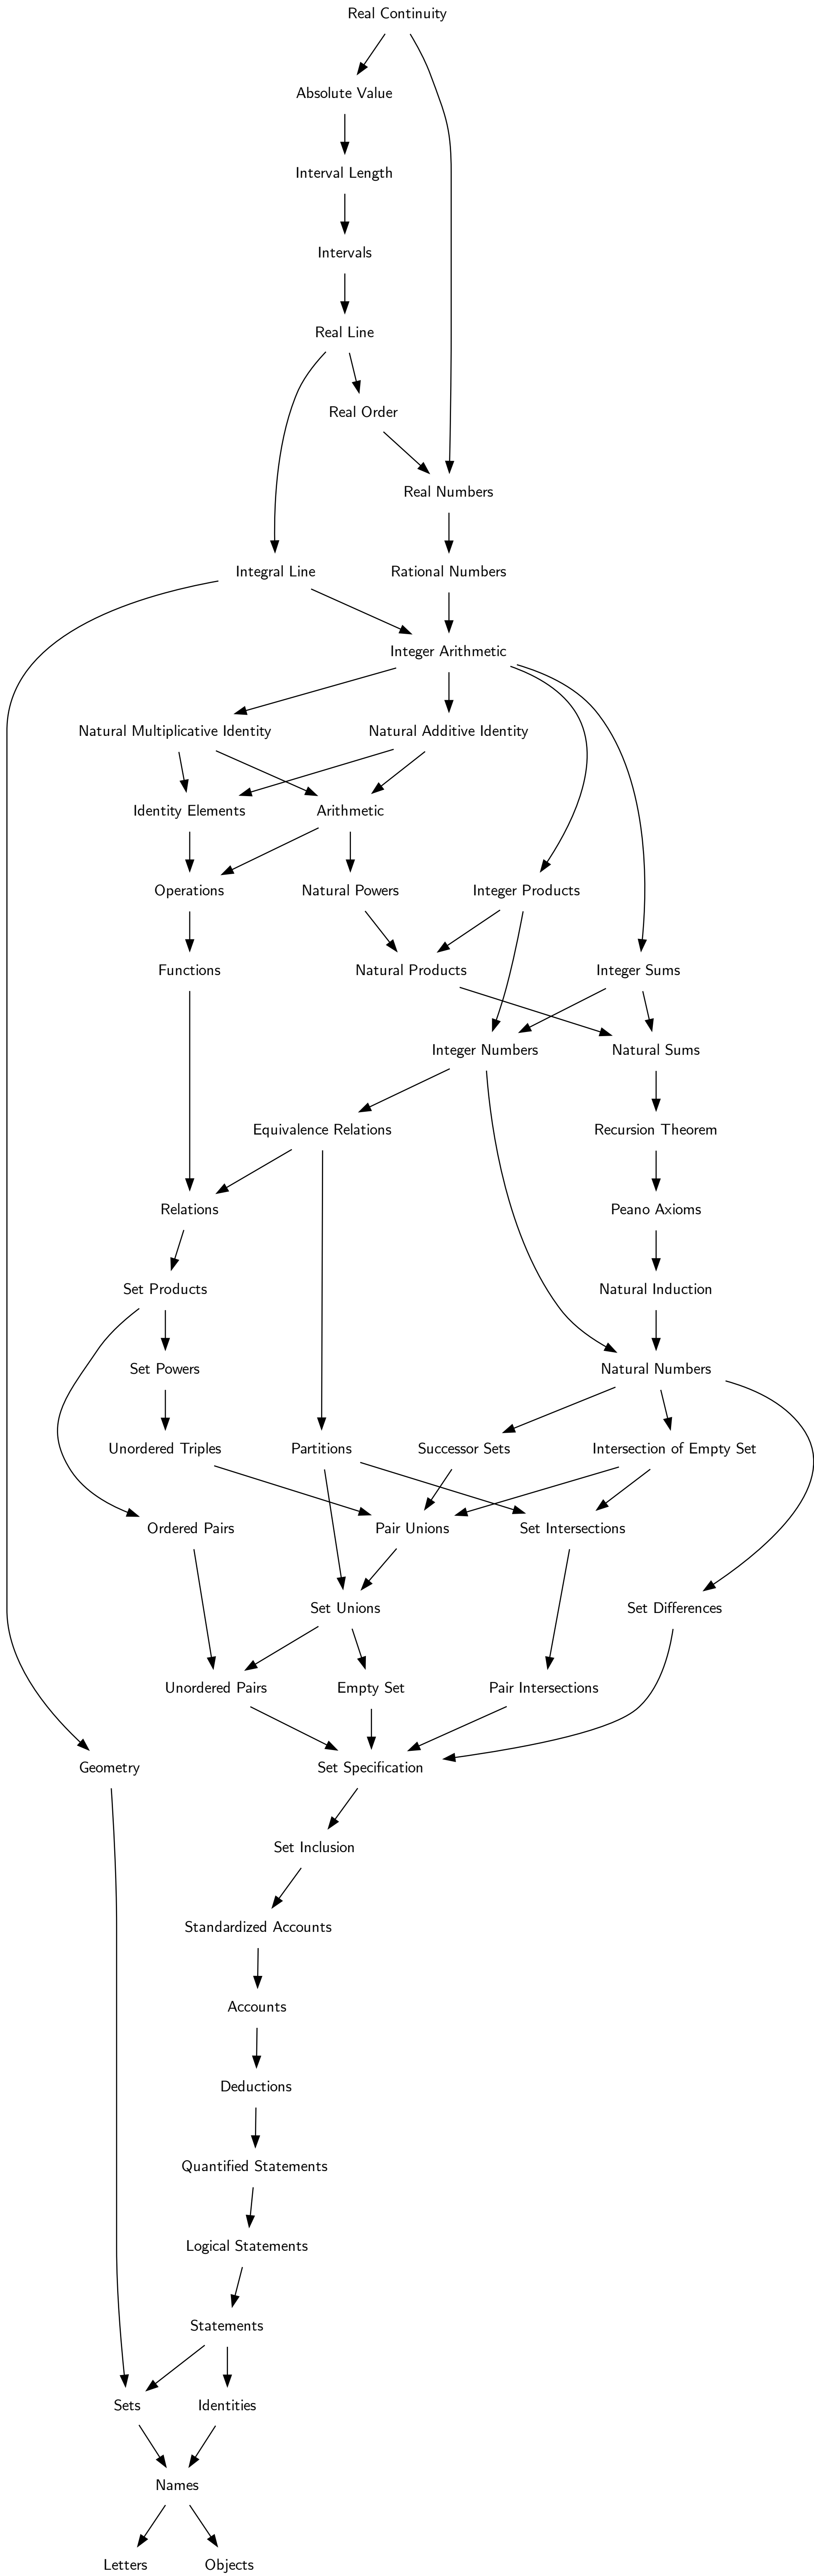 Real Continuity
Absolute Value
Interval Length
Intervals
Real Line
Real Order
Real Numbers
Integral Line
Rational Numbers
Integer Arithmetic
Natural Multiplicative Identity
Natural Additive Identity
Identity Elements
Arithmetic
Operations
Natural Powers
Integer Products
Functions
Natural Products
Integer Sums
Integer Numbers
Natural Sums
Equivalence Relations
Recursion Theorem
Relations
Peano Axioms
Set Products
Natural Induction
Set Powers
Natural Numbers
Unordered Triples
Partitions
Successor Sets
Intersection of Empty Set
Ordered Pairs
Pair Unions
Set Intersections
Set Unions
Set Differences
Unordered Pairs
Empty Set
Pair Intersections
Geometry
Set Specification
Set Inclusion
Standardized Accounts
Accounts
Deductions
Quantified Statements
Logical Statements
Statements
Sets
Identities
Names
Letters
Objects